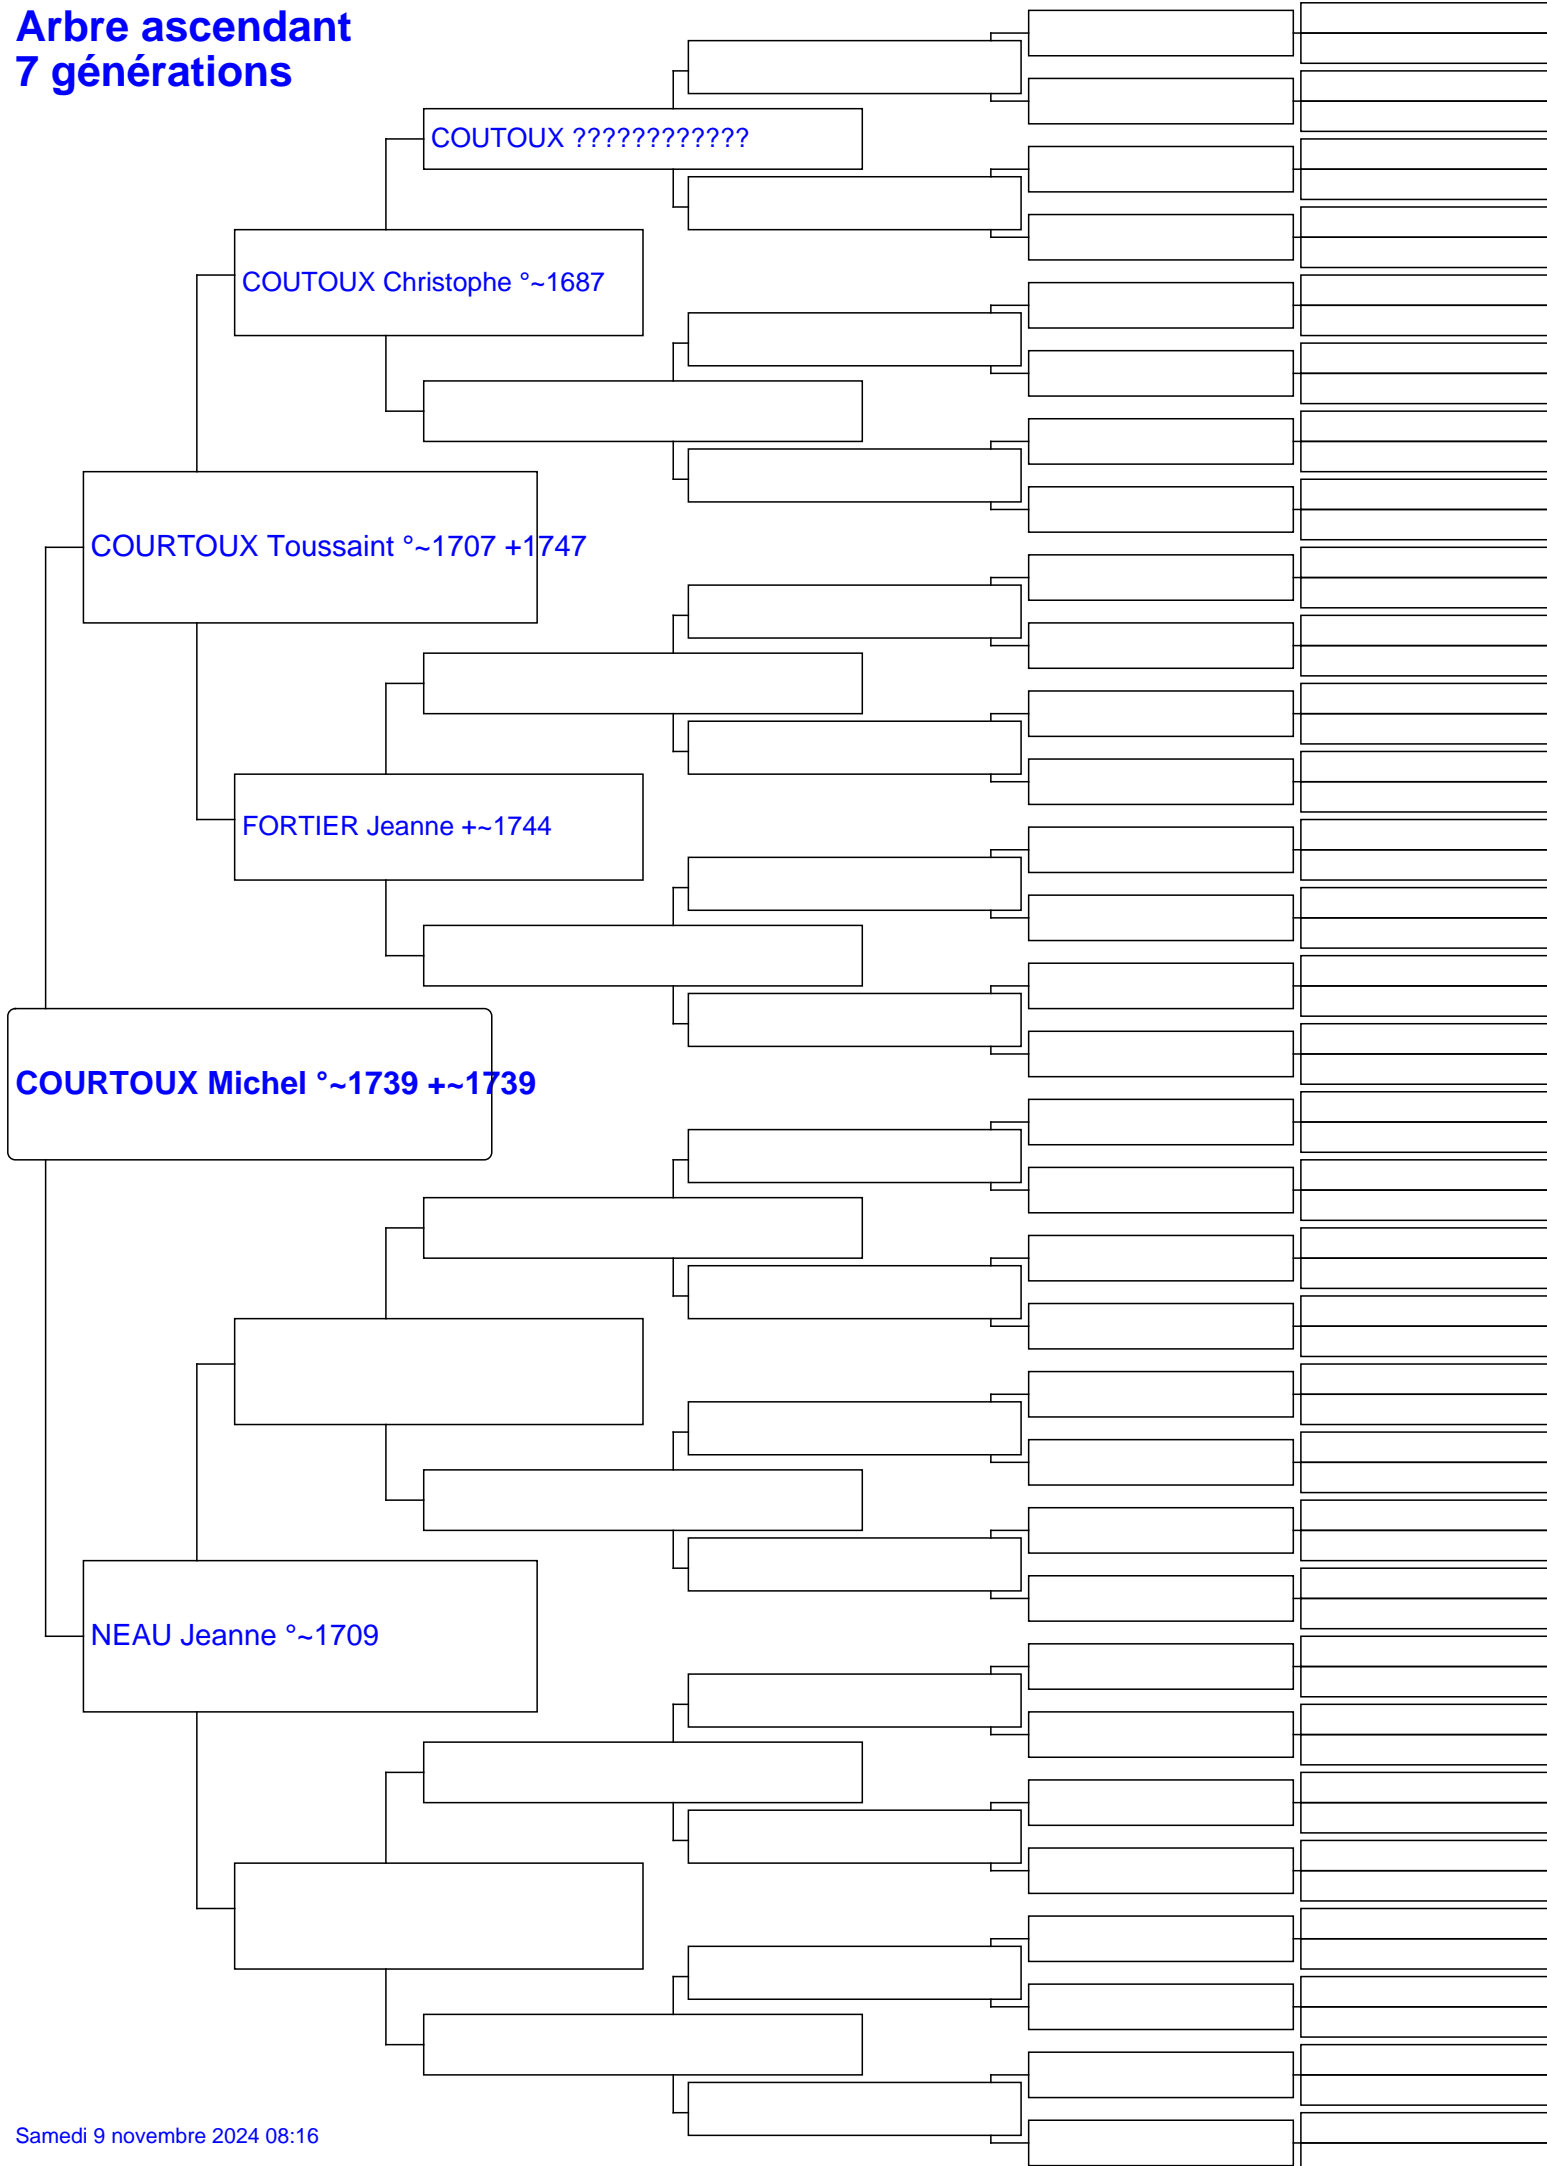 Arbre ascendant
7 générations
COUTOUX ????????????
COUTOUX Christophe °~1687
COURTOUX Toussaint °~1707 +1747
FORTIER Jeanne +~1744
COURTOUX Michel °~1739 +~1739
NEAU Jeanne °~1709
Samedi 9 novembre 2024 08:16